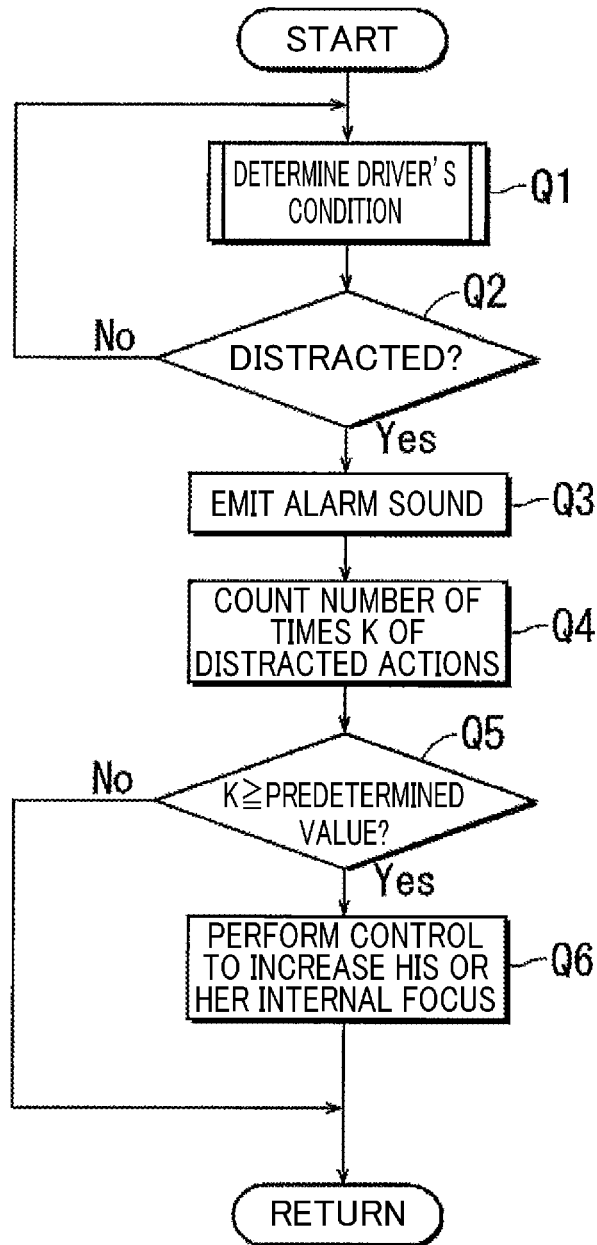 START
DETERMINE DRIVER'S
CONDITION
Q1
Q2
No
DISTRACTED?
Yes
EMIT ALARM SOUND
Q3
COUNT NUMBER OF
TIMES K OF
DISTRACTED ACTIONS
Q4
Q5
No
K≧PREDETERMINED
VALUE?
Yes
PERFORM CONTROL
TO INCREASE HIS OR
HER INTERNAL FOCUS
Q6
RETURN